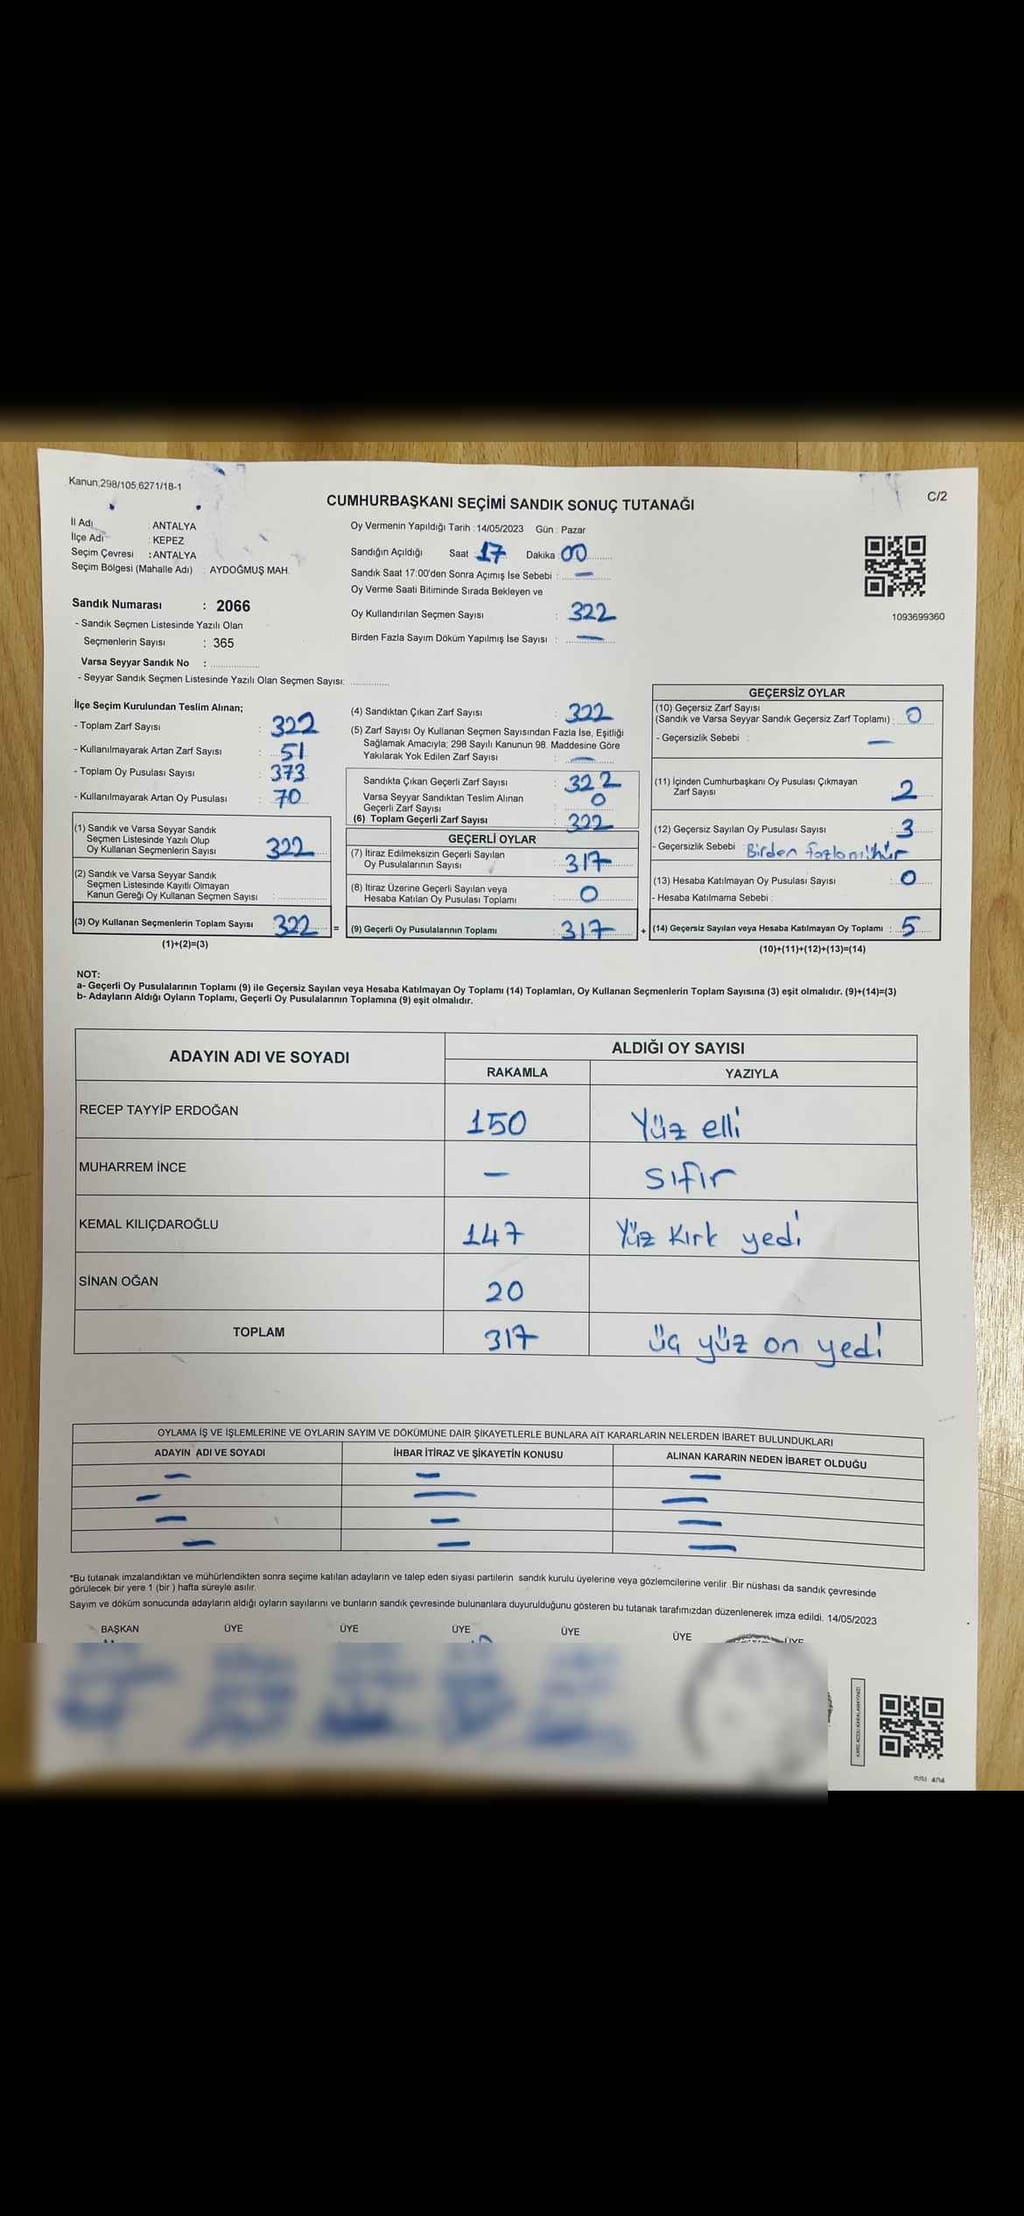 Kanun,298/105,6271/18-1
C/2
CUMHURBAŞKANI SEÇİMİ SANDIK SONUÇ TUTANAĞI
İl Adı : ANTALYA
İlçe Adı : KEPEZ
Seçim Çevresi : ANTALYA
Seçim Bölgesi (Mahalle Adı) : AYDOĞMUŞ MAH.
Sandık Numarası : 2066
- Sandık Seçmen Listesinde Yazılı Olan
Seçmenlerin Sayısı : 365
Varsa Seyyar Sandık No :
- Seyyar Sandık Seçmen Listesinde Yazılı Olan Seçmen Sayısı:
Oy Vermenin Yapıldığı Tarih : 14/05/2023 Gün : Pazar
Sandığın Açıldığı Saat : 17 Dakika : 00
Sandık Saat 17:00'den Sonra Açımış İse Sebebi : —
Oy Verme Saati Bitiminde Sırada Bekleyen ve
Oy Kullandırılan Seçmen Sayısı : 322
Birden Fazla Sayım Döküm Yapılmış İse Sayısı : —
1093699360
İlçe Seçim Kurulundan Teslim Alınan;
- Toplam Zarf Sayısı : 322
- Kullanılmayarak Artan Zarf Sayısı : 51
- Toplam Oy Pusulası Sayısı : 373
- Kullanılmayarak Artan Oy Pusulası : 70
(1) Sandık ve Varsa Seyyar Sandık
Seçmen Listesinde Yazılı Olup
Oy Kullanan Seçmenlerin Sayısı : 322
(2) Sandık ve Varsa Seyyar Sandık
Seçmen Listesinde Kayıtlı Olmayan
Kanun Gereği Oy Kullanan Seçmen Sayısı :
(3) Oy Kullanan Seçmenlerin Toplam Sayısı 322 =
(1)+(2)=(3)
(4) Sandıktan Çıkan Zarf Sayısı : 322
(5) Zarf Sayısı Oy Kullanan Seçmen Sayısından Fazla İse, Eşitliği
Sağlamak Amacıyla; 298 Sayılı Kanunun 98. Maddesine Göre
Yakılarak Yok Edilen Zarf Sayısı : —
Sandıkta Çıkan Geçerli Zarf Sayısı : 322
Varsa Seyyar Sandıktan Teslim Alınan
Geçerli Zarf Sayısı : 0
(6) Toplam Geçerli Zarf Sayısı : 322
GEÇERLİ OYLAR
(7) İtiraz Edilmeksizin Geçerli Sayılan
Oy Pusulalarının Sayısı : 317
(8) İtiraz Üzerine Geçerli Sayılan veya
Hesaba Katılan Oy Pusulası Toplamı : 0
(9) Geçerli Oy Pusulalarının Toplamı : 317 +
GEÇERSİZ OYLAR
(10) Geçersiz Zarf Sayısı
(Sandık ve Varsa Seyyar Sandık Geçersiz Zarf Toplamı) : 0
- Geçersizlik Sebebi : —
(11) İçinden Cumhurbaşkanı Oy Pusulası Çıkmayan
Zarf Sayısı : 2
(12) Geçersiz Sayılan Oy Pusulası Sayısı : 3
- Geçersizlik Sebebi : Birden fazla mühür
(13) Hesaba Katılmayan Oy Pusulası Sayısı : 0
- Hesaba Katılmama Sebebi :
(14) Geçersiz Sayılan veya Hesaba Katılmayan Oy Toplamı : 5
(10)+(11)+(12)+(13)=(14)
NOT:
a- Geçerli Oy Pusulalarının Toplamı (9) ile Geçersiz Sayılan veya Hesaba Katılmayan Oy Toplamı (14) Toplamları, Oy Kullanan Seçmenlerin Toplam Sayısına (3) eşit olmalıdır. (9)+(14)=(3)
b- Adayların Aldığı Oyların Toplamı, Geçerli Oy Pusulalarının Toplamına (9) eşit olmalıdır.
ADAYIN ADI VE SOYADI ALDIĞI OY SAYISI
RAKAMLA YAZIYLA
RECEP TAYYİP ERDOĞAN 150 Yüz elli
MUHARREM İNCE — sıfır
KEMAL KILIÇDAROĞLU 147 Yüz Kırk yedi
SİNAN OĞAN 20
TOPLAM 317 üç yüz on yedi
OYLAMA İŞ VE İŞLEMLERİNE VE OYLARIN SAYIM VE DÖKÜMÜNE DAİR ŞİKAYETLERLE BUNLARA AİT KARARLARIN NELERDEN İBARET BULUNDUKLARI
ADAYIN ADI VE SOYADI İHBAR İTİRAZ VE ŞİKAYETİN KONUSU ALINAN KARARIN NEDEN İBARET OLDUĞU
— — —
— — —
— — —
— — —
*Bu tutanak imzalandıktan ve mühürlendikten sonra seçime katılan adayların ve talep eden siyasi partilerin sandık kurulu üyelerine veya gözlemcilerine verilir. Bir nüshası da sandık çevresinde
görülecek bir yere 1 (bir ) hafta süreyle asılır.
Sayım ve döküm sonucunda adayların aldığı oyların sayılarını ve bunların sandık çevresinde bulunanlara duyurulduğunu gösteren bu tutanak tarafımızdan düzenlenerek imza edildi. 14/05/2023
BAŞKAN ÜYE ÜYE ÜYE ÜYE ÜYE ÜYE